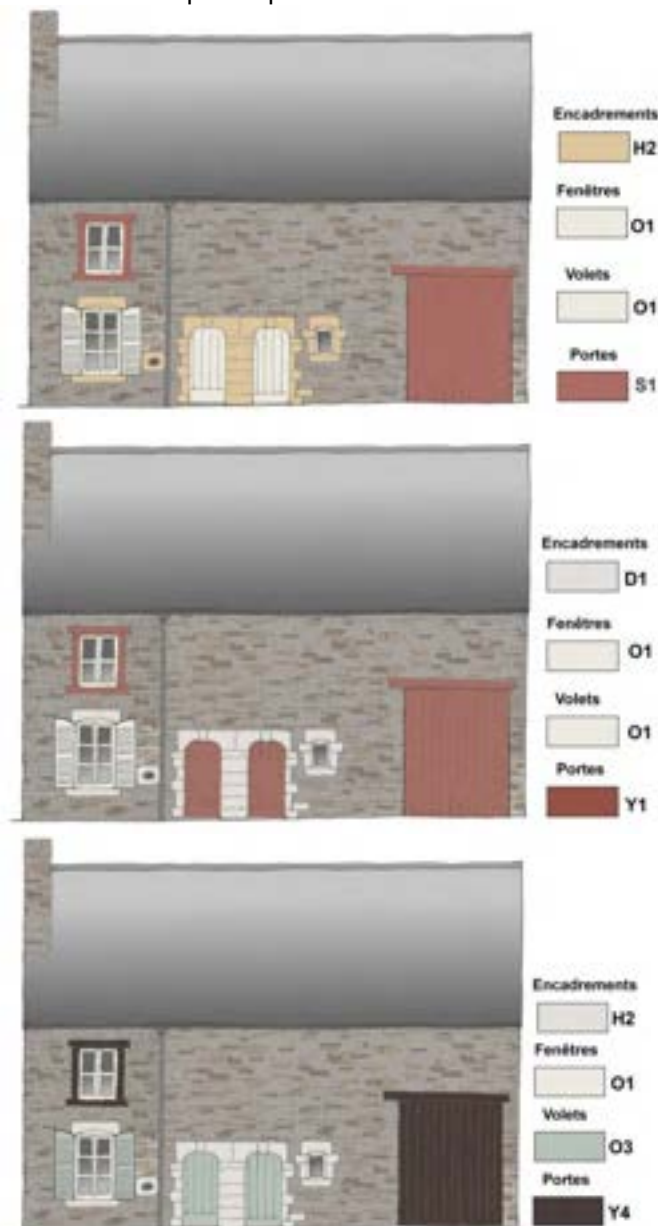 Encadrements
H2
Fenêtres
O1
Volets
O1
Portes
S1
Encadrements
D1
Fenêtres
O1
Volets
O1
Portes
Y1
Encadrements
H2
Fenêtres
O1
Volets
O3
Portes
Y4